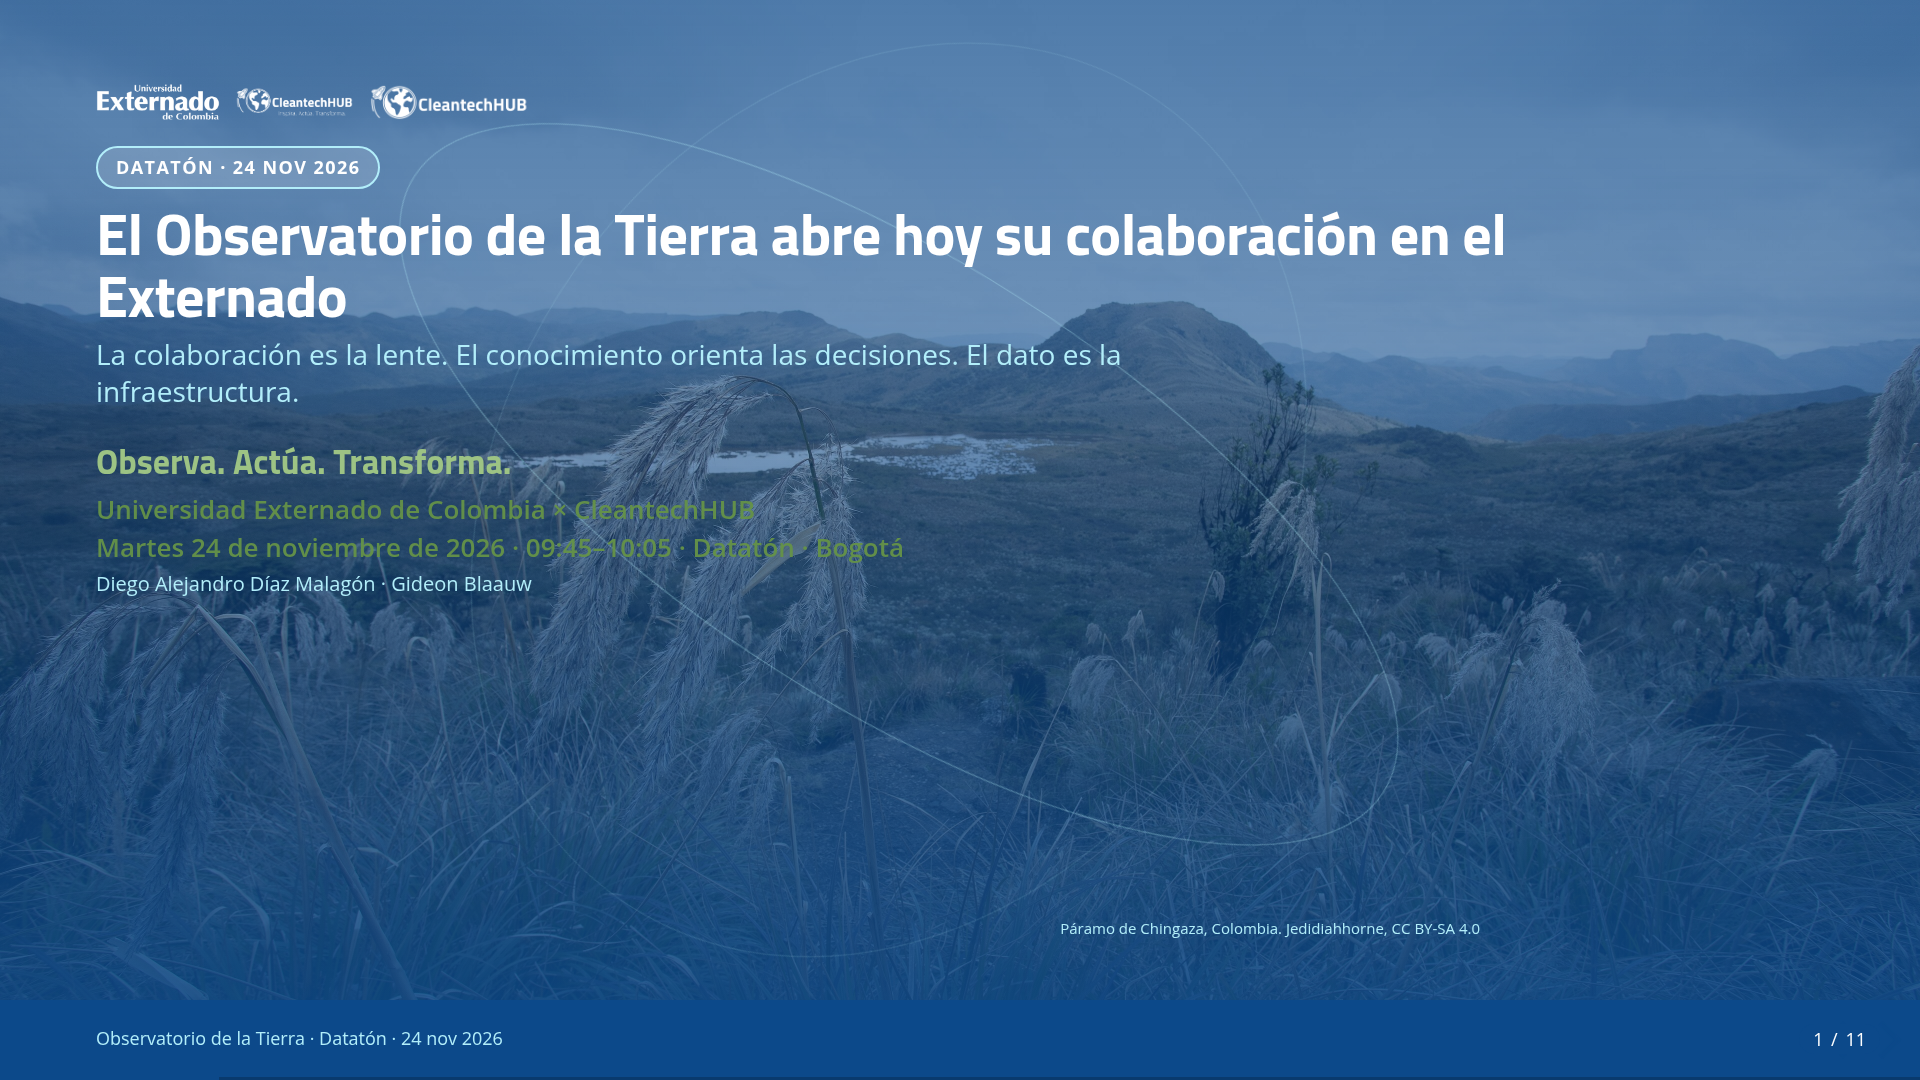 Universidad
Externado
de Colombia
CleantechHUB
CleantechHUB
DATATÓN · 24 NOV 2026
El Observatorio de la Tierra abre hoy su colaboración en el
Externado
La colaboración es la lente. El conocimiento orienta las decisiones. El dato es la
infraestructura.
Observa. Actúa. Transforma.
Universidad Externado de Colombia × CleantechHUB
Martes 24 de noviembre de 2026 · 09:45–10:05 · Datatón · Bogotá
Diego Alejandro Díaz Malagón · Gideon Blaauw
Páramo de Chingaza, Colombia. Jedidiahhorne, CC BY-SA 4.0
Observatorio de la Tierra · Datatón · 24 nov 2026
1 / 11